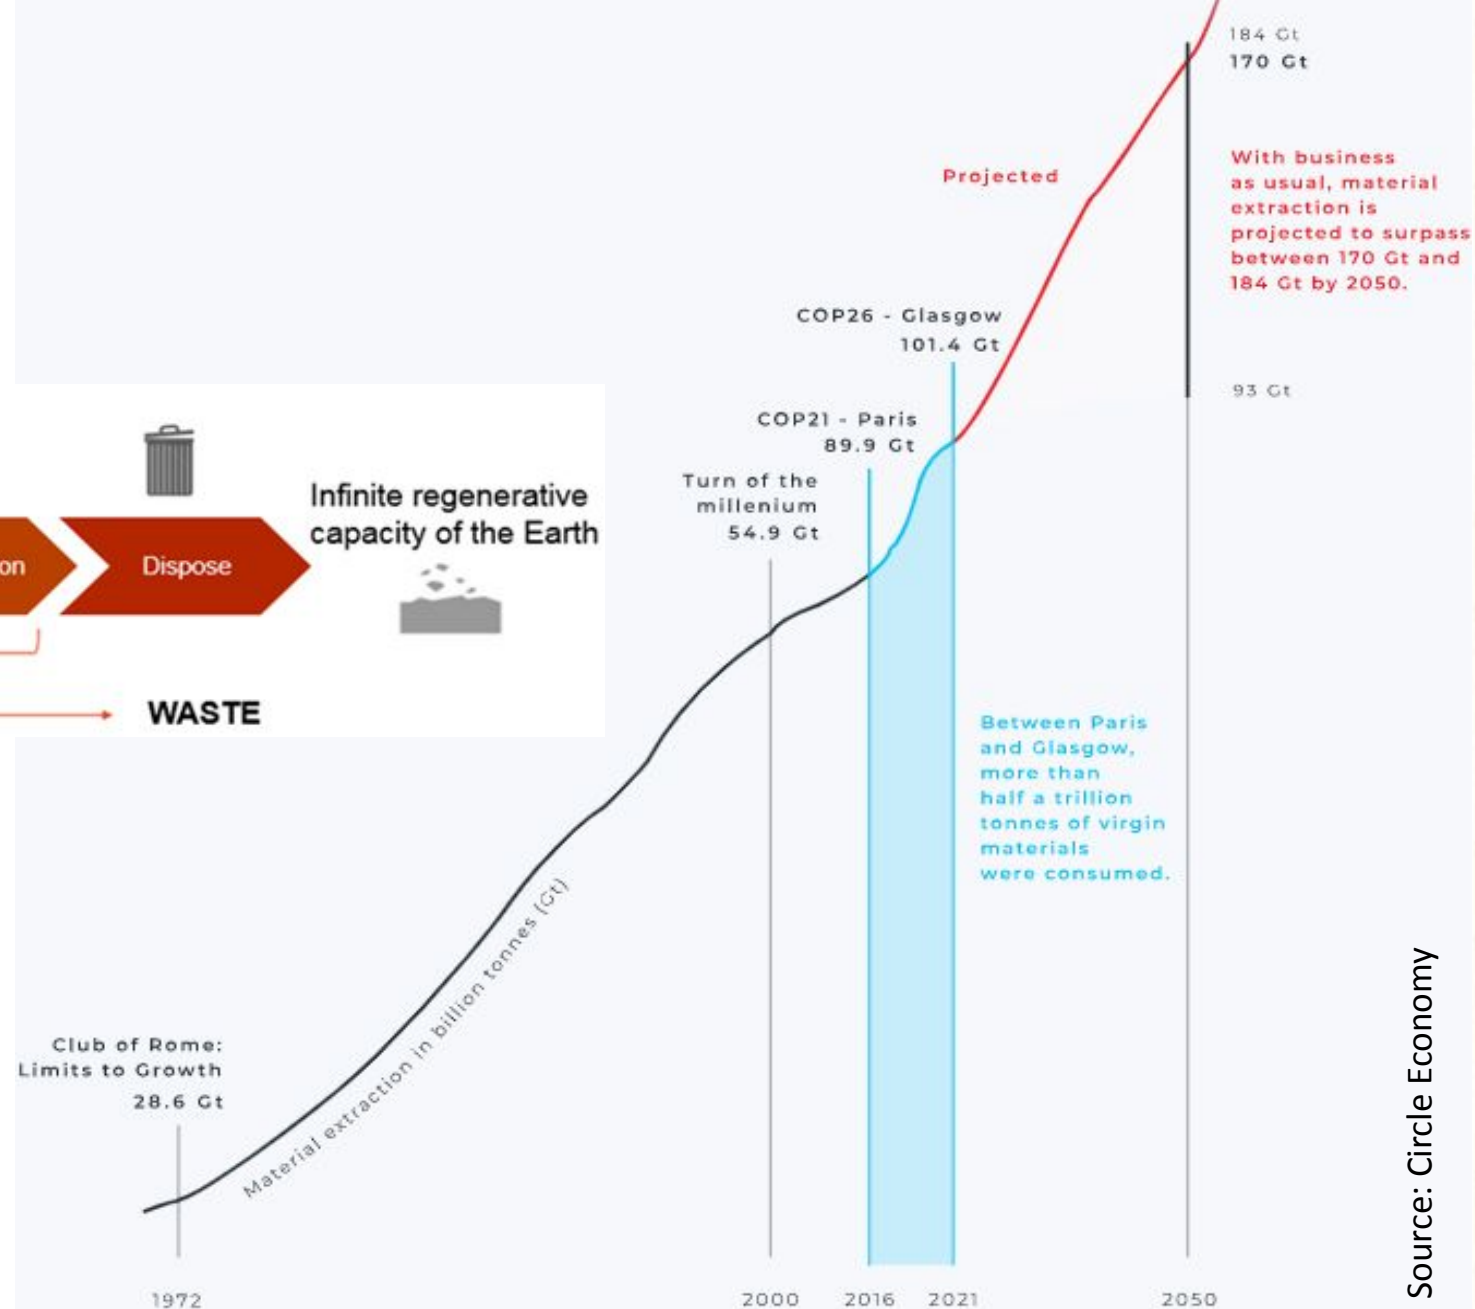 184 Gt
170 Gt
With business
as usual, material
extraction is
projected to surpass
between 170 Gt and
184 Gt by 2050.
Projected
93 Gt
COP26 - Glasgow
101.4 Gt
COP21 - Paris
89.9 Gt
Turn of the
millenium
54.9 Gt
Infinite regenerative
capacity of the Earth
on
Dispose
WASTE
Between Paris
and Glasgow,
more than
half a trillion
tonnes of virgin
materials
were consumed.
Material extraction in billion tonnes (Gt)
Club of Rome:
Limits to Growth
28.6 Gt
1972
2000
2016
2021
2050
Source: Circle Economy